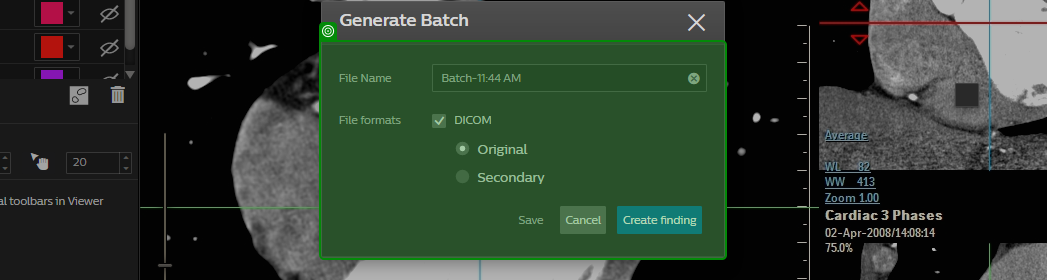 Generate Batch
File Name
Batch-11:44 AM
File formats
DICOM
Original
Secondary
Save
Cancel
Create finding
20
al toolbars in Viewer
Average
WL 82
WW 413
Zoom 1.00
Cardiac 3 Phases
02-Apr-2008/14:08:14
75.0%